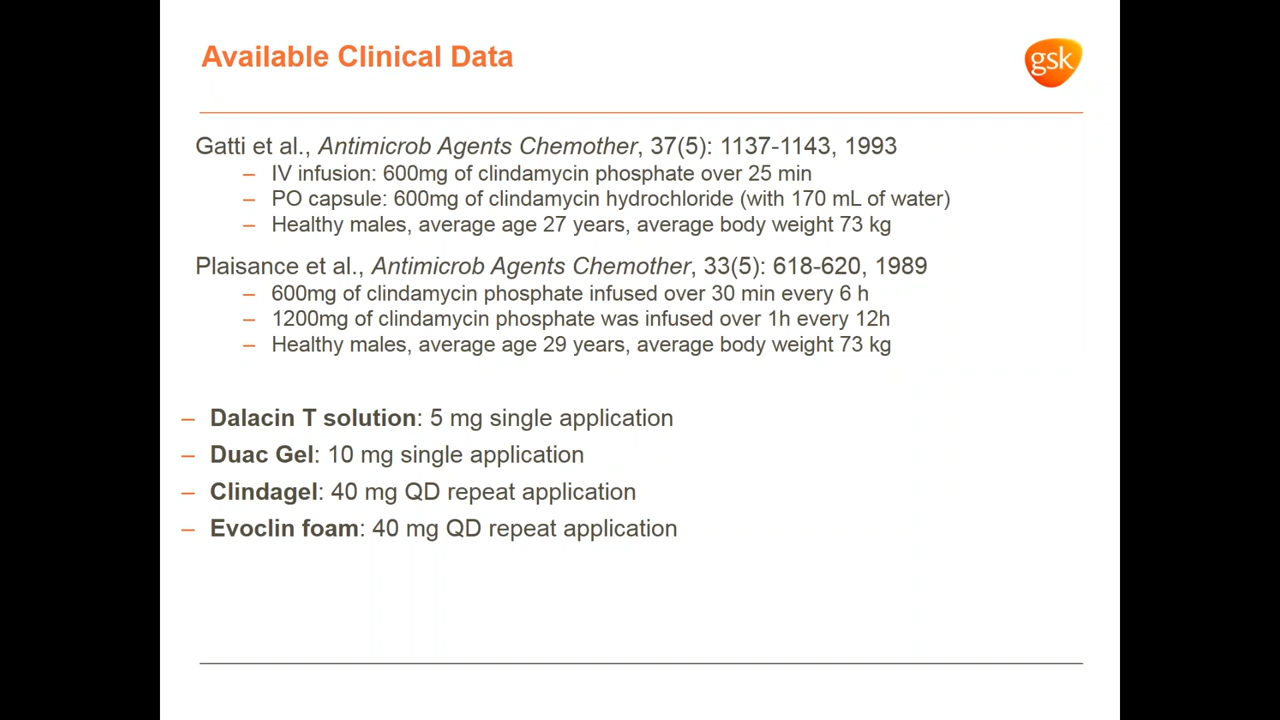 Available Clinical Data
gsk
Gatti et al., Antimicrob Agents Chemother, 37(5): 1137-1143, 1993
– IV infusion: 600mg of clindamycin phosphate over 25 min
– PO capsule: 600mg of clindamycin hydrochloride (with 170 mL of water)
– Healthy males, average age 27 years, average body weight 73 kg
Plaisance et al., Antimicrob Agents Chemother, 33(5): 618-620, 1989
– 600mg of clindamycin phosphate infused over 30 min every 6 h
– 1200mg of clindamycin phosphate was infused over 1h every 12h
– Healthy males, average age 29 years, average body weight 73 kg
– Dalacin T solution: 5 mg single application
– Duac Gel: 10 mg single application
– Clindagel: 40 mg QD repeat application
– Evoclin foam: 40 mg QD repeat application